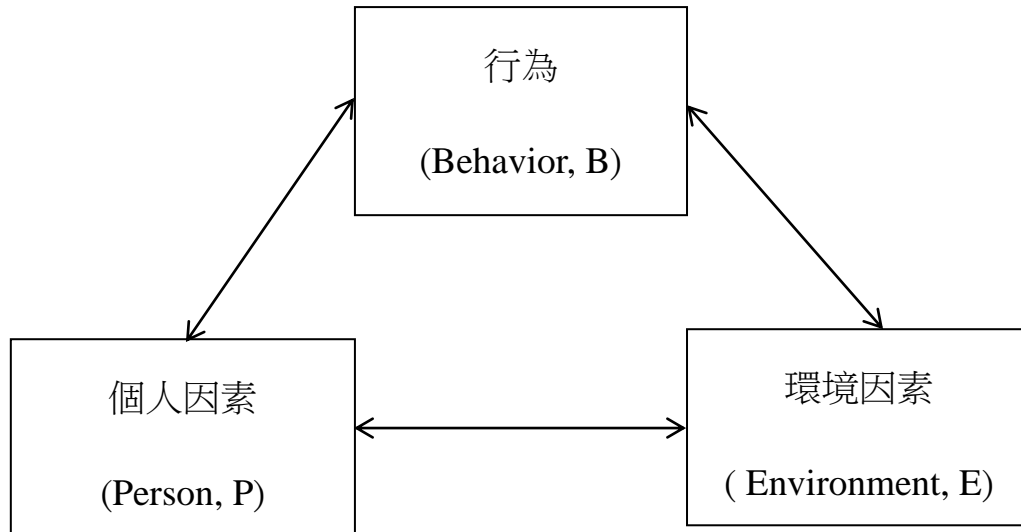 行為
(Behavior, B)
個人因素
(Person, P)
環境因素
( Environment, E)